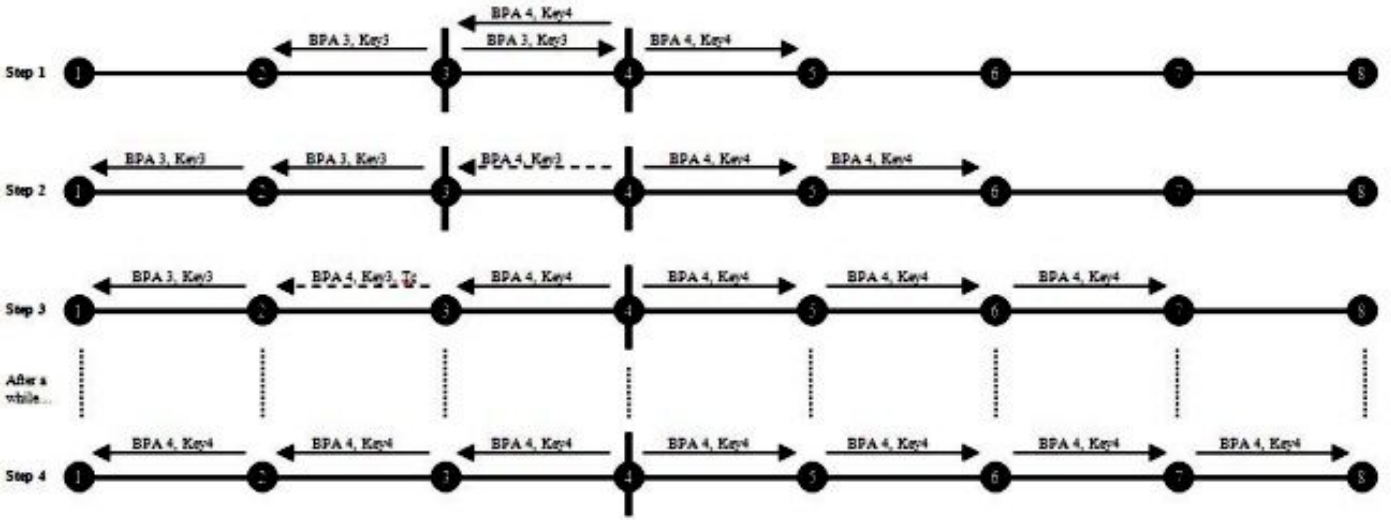 BPA 4, Key4
BPA 3, Key3 BPA 3, Key3 BPA 4, Key4
Step 1 1 2 3 4 5 6 7 8
BPA 3, Key3 BPA 3, Key3 BPA 4, Key3 BPA 4, Key4 BPA 4, Key4
Step 2 1 2 3 4 5 6 7 8
BPA 3, Key3 BPA 4, Key3, Tc BPA 4, Key4 BPA 4, Key4 BPA 4, Key4 BPA 4, Key4
Step 3 1 2 3 4 5 6 7 8
After a
while...
BPA 4, Key4 BPA 4, Key4 BPA 4, Key4 BPA 4, Key4 BPA 4, Key4 BPA 4, Key4 BPA 4, Key4
Step 4 1 2 3 4 5 6 7 8